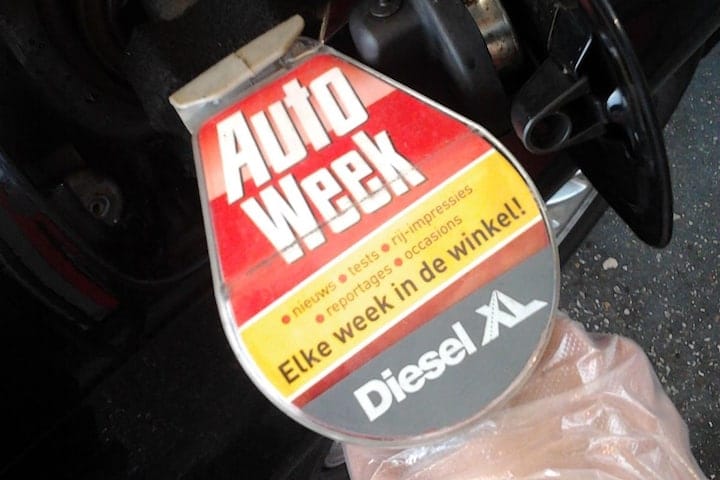 Auto
Week
• nieuws • tests • rij-impressies
• reportages • occasions
Elke week in de winkel!
Diesel XL